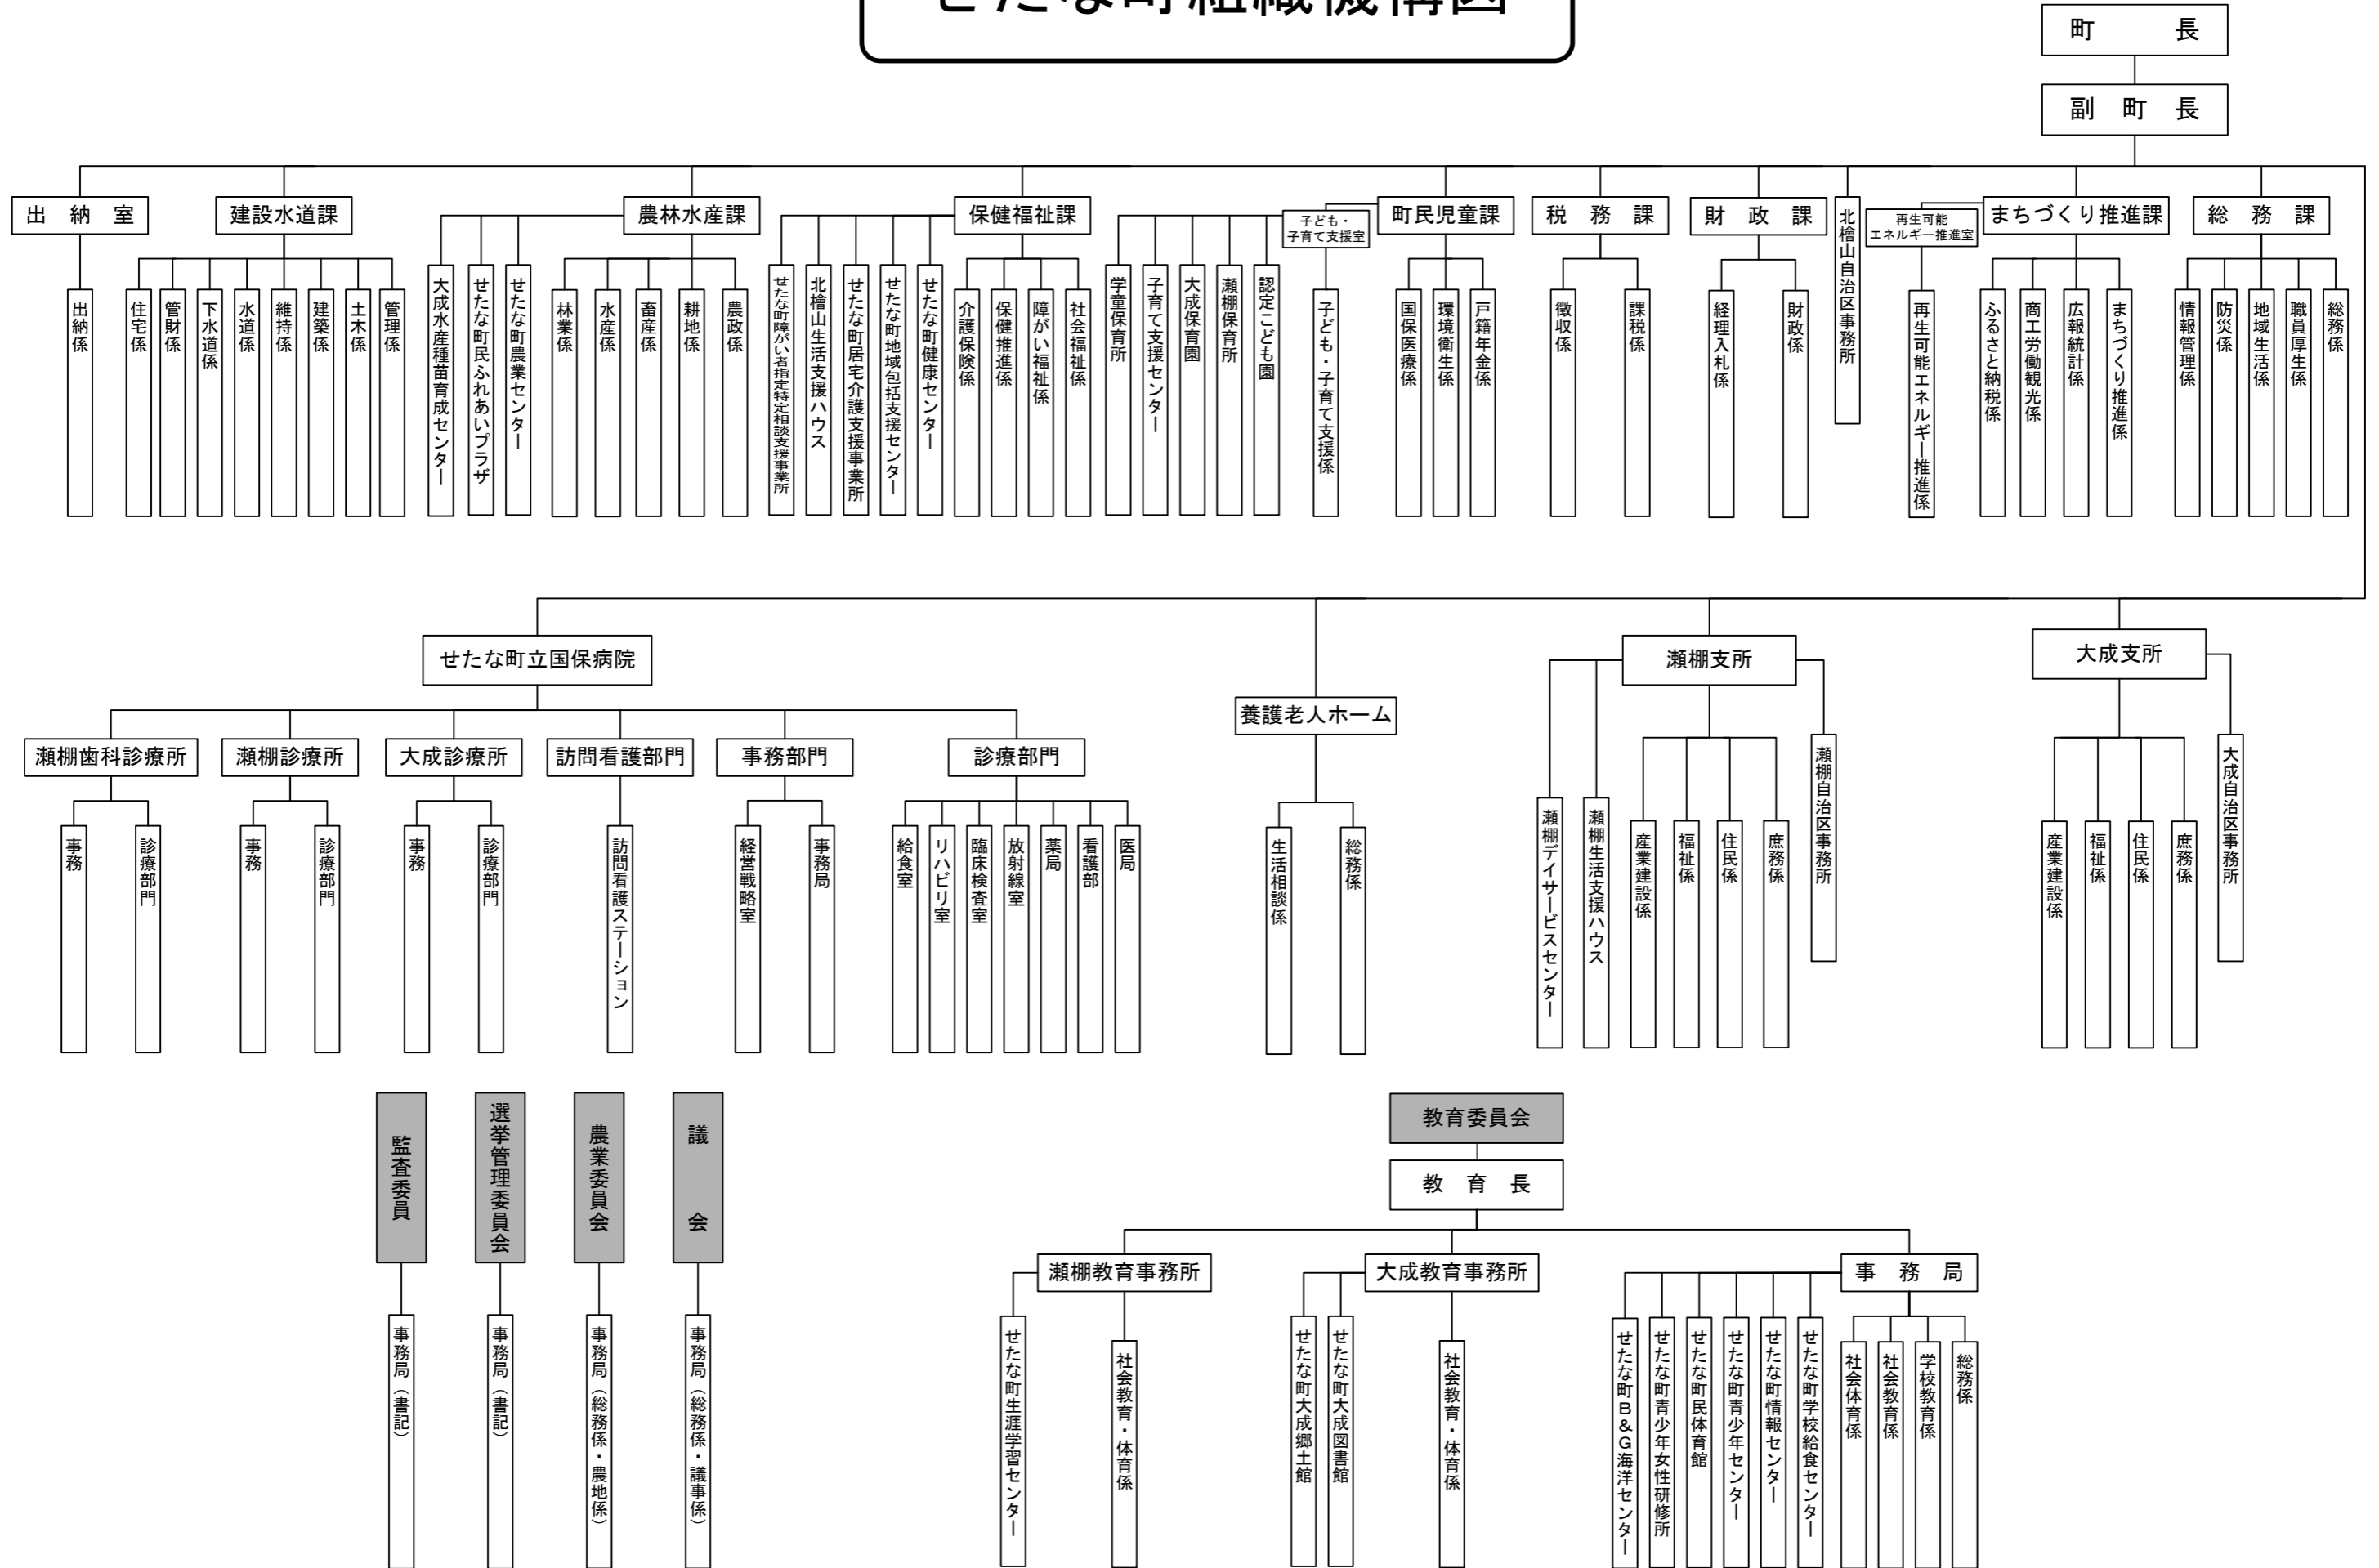 せたな町組織機構図
町長
副町長
出納室
建設水道課
農林水産課
保健福祉課
子ども・
子育て支援室
町民児童課
税務課
財政課
北檜山自治区事務所
再生可能
エネルギー推進室
まちづくり推進課
総務課
出納係
住宅係
管財係
下水道係
水道係
維持係
建築係
土木係
管理係
大成水産種苗育成センター
せたな町民ふれあいプラザ
せたな町農業センター
林業係
水産係
畜産係
耕地係
農政係
せたな町障がい者指定特定相談支援事業所
北檜山生活支援ハウス
せたな町居宅介護支援事業所
せたな町地域包括支援センター
せたな町健康センター
介護保険係
保健推進係
障がい福祉係
社会福祉係
学童保育所
子育て支援センター
大成保育園
瀬棚保育所
認定こども園
子ども・子育て支援係
国保医療係
環境衛生係
戸籍年金係
徴収係
課税係
経理入札係
財政係
再生可能エネルギー推進係
ふるさと納税係
商工労働観光係
広報統計係
まちづくり推進係
情報管理係
防災係
地域生活係
職員厚生係
総務係
せたな町立国保病院
養護老人ホーム
瀬棚支所
大成支所
瀬棚歯科診療所
瀬棚診療所
大成診療所
訪問看護部門
事務部門
診療部門
事務
診療部門
事務
診療部門
事務
診療部門
訪問看護ステーション
経営戦略室
事務局
給食室
リハビリ室
臨床検査室
放射線室
薬局
看護部
医局
生活相談係
総務係
瀬棚デイサービスセンター
瀬棚生活支援ハウス
産業建設係
福祉係
住民係
庶務係
瀬棚自治区事務所
産業建設係
福祉係
住民係
庶務係
大成自治区事務所
監査委員
選挙管理委員会
農業委員会
議会
事務局（書記）
事務局（書記）
事務局（総務係・農地係）
事務局（総務係・議事係）
教育委員会
教育長
瀬棚教育事務所
大成教育事務所
事務局
せたな町生涯学習センター
社会教育・体育係
せたな町大成郷土館
せたな町大成図書館
社会教育・体育係
せたな町B＆G海洋センター
せたな町青少年女性研修所
せたな町民体育館
せたな町青少年センター
せたな町情報センター
せたな町学校給食センター
社会体育係
社会教育係
学校教育係
総務係